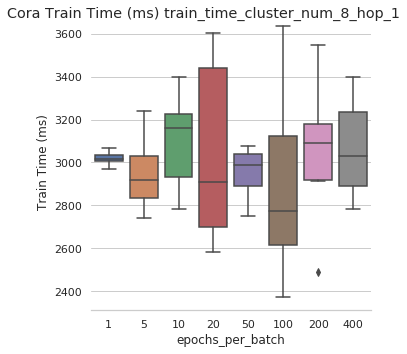 Cora Train Time (ms) train_time_cluster_num_8_hop_1
3600
3400
3200
3000
2800
2600
2400
Train Time (ms)
1 5 10 20 50 100 200 400
epochs_per_batch